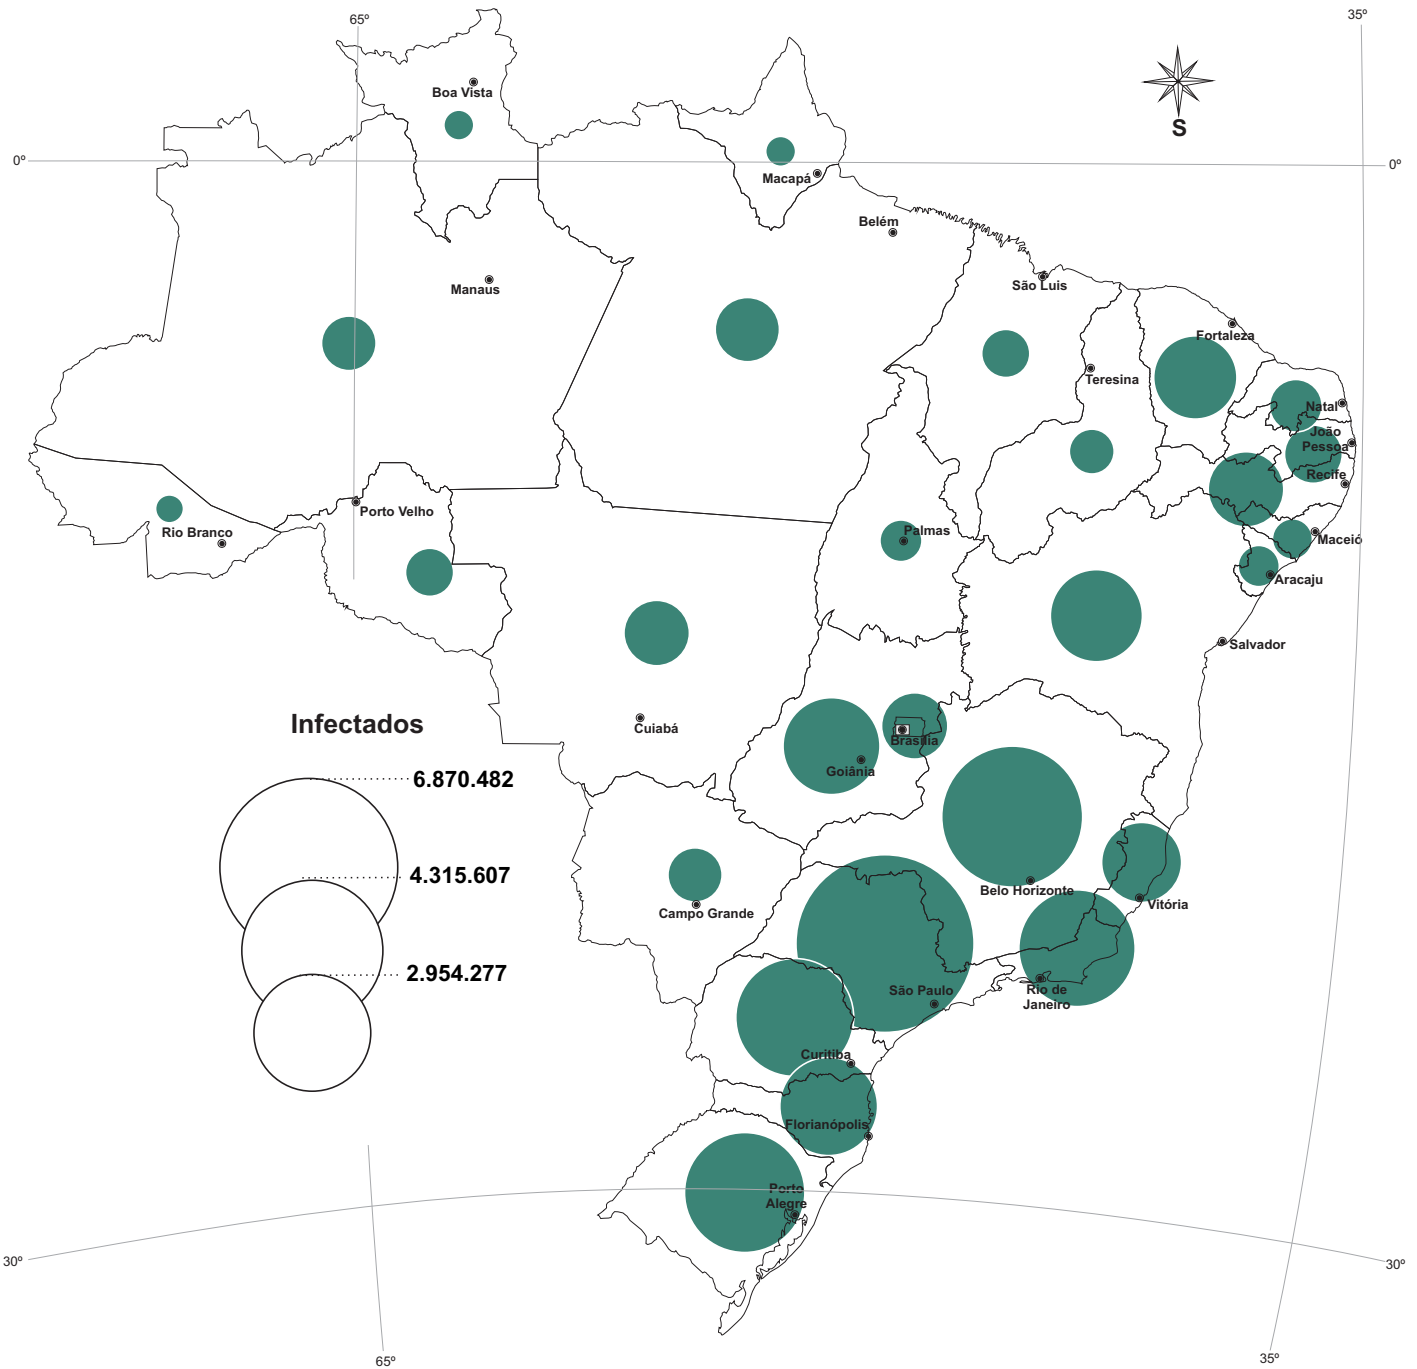 65º
35º
Boa Vista
S
0º
0º
Macapá
Belém
Manaus
São Luis
Fortaleza
Teresina
Natal
João
Pessoa
Recife
Porto Velho
Rio Branco
Palmas
Maceió
Aracaju
Salvador
Infectados
Cuiabá
Brasília
Goiânia
6.870.482
4.315.607
Belo Horizonte
Campo Grande
Vitória
2.954.277
São Paulo
Rio de
Janeiro
Curitiba
Florianópolis
Porto
Alegre
30º
30º
65º
35º